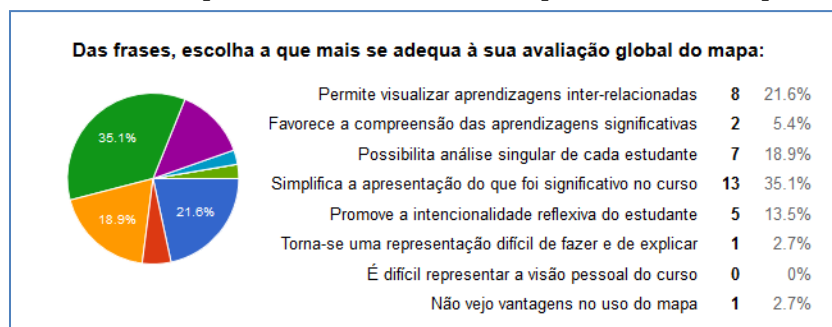 Das frases, escolha a que mais se adequa à sua avaliação global do mapa:
Permite visualizar aprendizagens inter-relacionadas 8 21.6%
Favorece a compreensão das aprendizagens significativas 2 5.4%
Possibilita análise singular de cada estudante 7 18.9%
Simplifica a apresentação do que foi significativo no curso 13 35.1%
Promove a intencionalidade reflexiva do estudante 5 13.5%
Torna-se uma representação difícil de fazer e de explicar 1 2.7%
É difícil representar a visão pessoal do curso 0 0%
Não vejo vantagens no uso do mapa 1 2.7%
35.1%
18.9%
21.6%